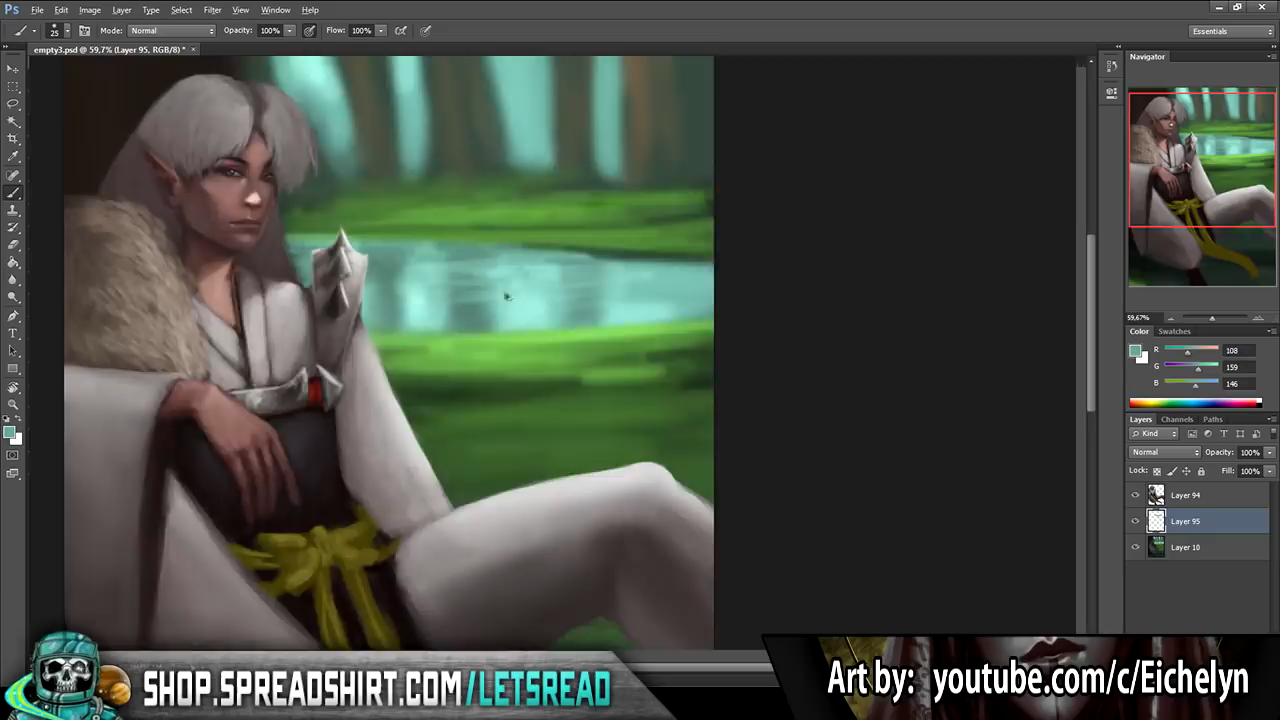 Ps File Edit Image Layer Type Select Filter View Window Help
25 Mode: Normal Opacity: 100% Flow: 100% Essentials
empty3.psd @ 59,7% (Layer 95, RGB/8) * ×
Navigator
59,67%
Color Swatches
R 108
G 159
B 146
Layers Channels Paths
Kind
Normal Opacity: 100%
Lock: Fill: 100%
Layer 94
Layer 95
Layer 10
SHOP.SPREADSHIRT.COM/LETSREAD
Art by: youtube.com/c/Eichelyn